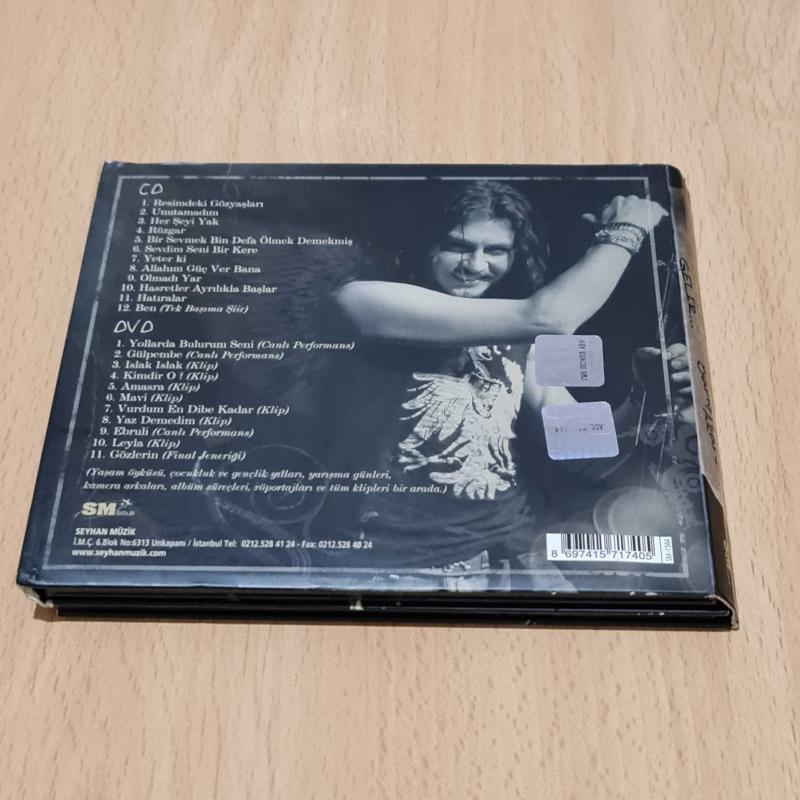 CD
1. Resimdeki Gözyaşları
2. Unutamadım
3. Her Şeyi Yak
4. Rüzgar
5. Bir Sevmek Bin Defa Ölmek Demekmiş
6. Sevdim Seni Bir Kere
7. Yeter ki
8. Allahım Güç Ver Bana
9. Olmadı Yar
10. Hasretler Ayrılıkla Başlar
11. Hatıralar
12. Ben (Tek Başıma Şiir)
DVD
1. Yollarda Bulurum Seni (Canlı Performans)
2. Gülpembe (Canlı Performans)
3. Islak Islak (Klip)
4. Kimdir O ! (Klip)
5. Amasra (Klip)
6. Mavi (Klip)
7. Vurdum En Dibe Kadar (Klip)
8. Yaz Demedim (Klip)
9. Ebruli (Canlı Performans)
10. Leyla (Klip)
11. Gözlerin (Final Jeneriği)
(Yaşam öyküsü, çocukluk ve gençlik yılları, yarışma günleri,
kamera arkaları, albüm süreçleri, röportajları ve tüm klipleri bir arada.)
SM
GOLD
SEYHAN MÜZİK
İ.M.Ç. 6.Blok No:6313 Unkapanı / İstanbul Tel: 0212.528 41 24 - Fax: 0212.528 40 24
www.seyhanmuzik.com
8 697415 717405
SM-1564